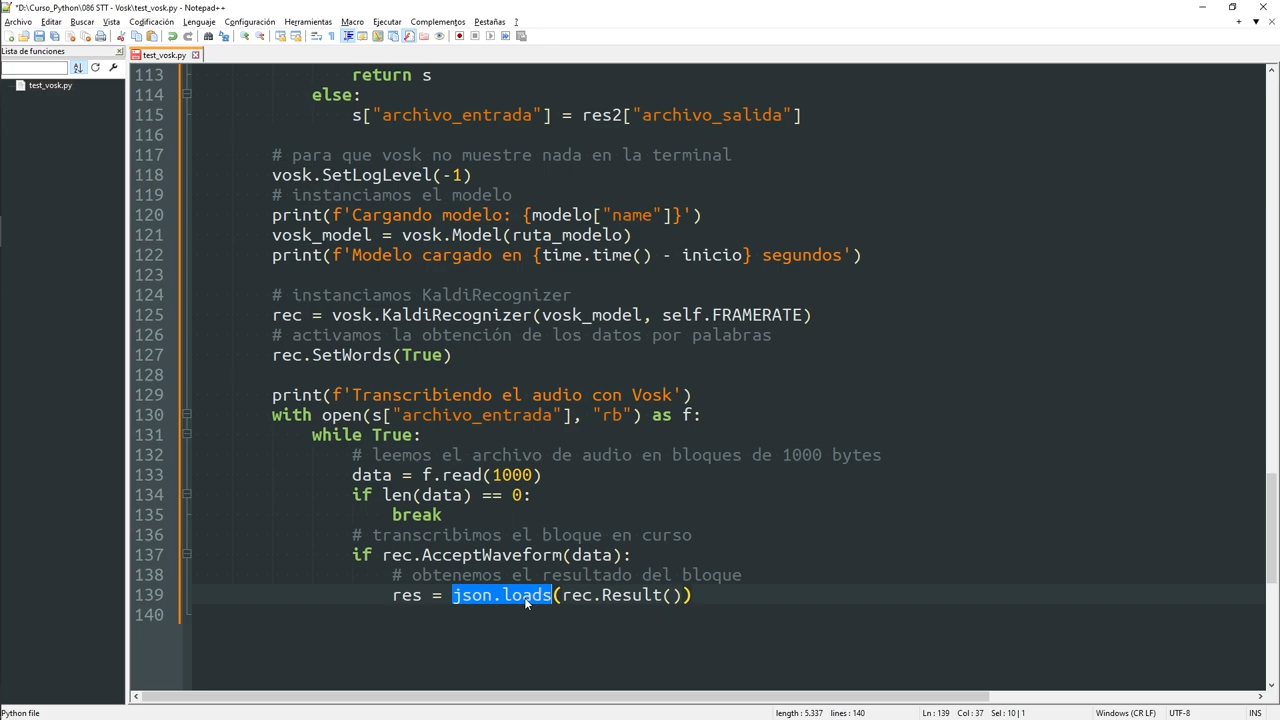 *D:\Curso_Python\086 STT - Vosk\test_vosk.py - Notepad++
Archivo Editar Buscar Vista Codificación Lenguaje Configuración Herramientas Macro Ejecutar Complementos Pestañas ?
Lista de funciones
test_vosk.py
test_vosk.py
113 return s
114 else:
115 s["archivo_entrada"] = res2["archivo_salida"]
116
117 # para que vosk no muestre nada en la terminal
118 vosk.SetLogLevel(-1)
119 # instanciamos el modelo
120 print(f'Cargando modelo: {modelo["name"]}')
121 vosk_model = vosk.Model(ruta_modelo)
122 print(f'Modelo cargado en {time.time() - inicio} segundos')
123
124 # instanciamos KaldiRecognizer
125 rec = vosk.KaldiRecognizer(vosk_model, self.FRAMERATE)
126 # activamos la obtención de los datos por palabras
127 rec.SetWords(True)
128
129 print(f'Transcribiendo el audio con Vosk')
130 with open(s["archivo_entrada"], "rb") as f:
131 while True:
132 # leemos el archivo de audio en bloques de 1000 bytes
133 data = f.read(1000)
134 if len(data) == 0:
135 break
136 # transcribimos el bloque en curso
137 if rec.AcceptWaveform(data):
138 # obtenemos el resultado del bloque
139 res = json.loads(rec.Result())
140
Python file length : 5.337 lines : 140 Ln : 139 Col : 37 Sel : 10 | 1 Windows (CR LF) UTF-8 INS